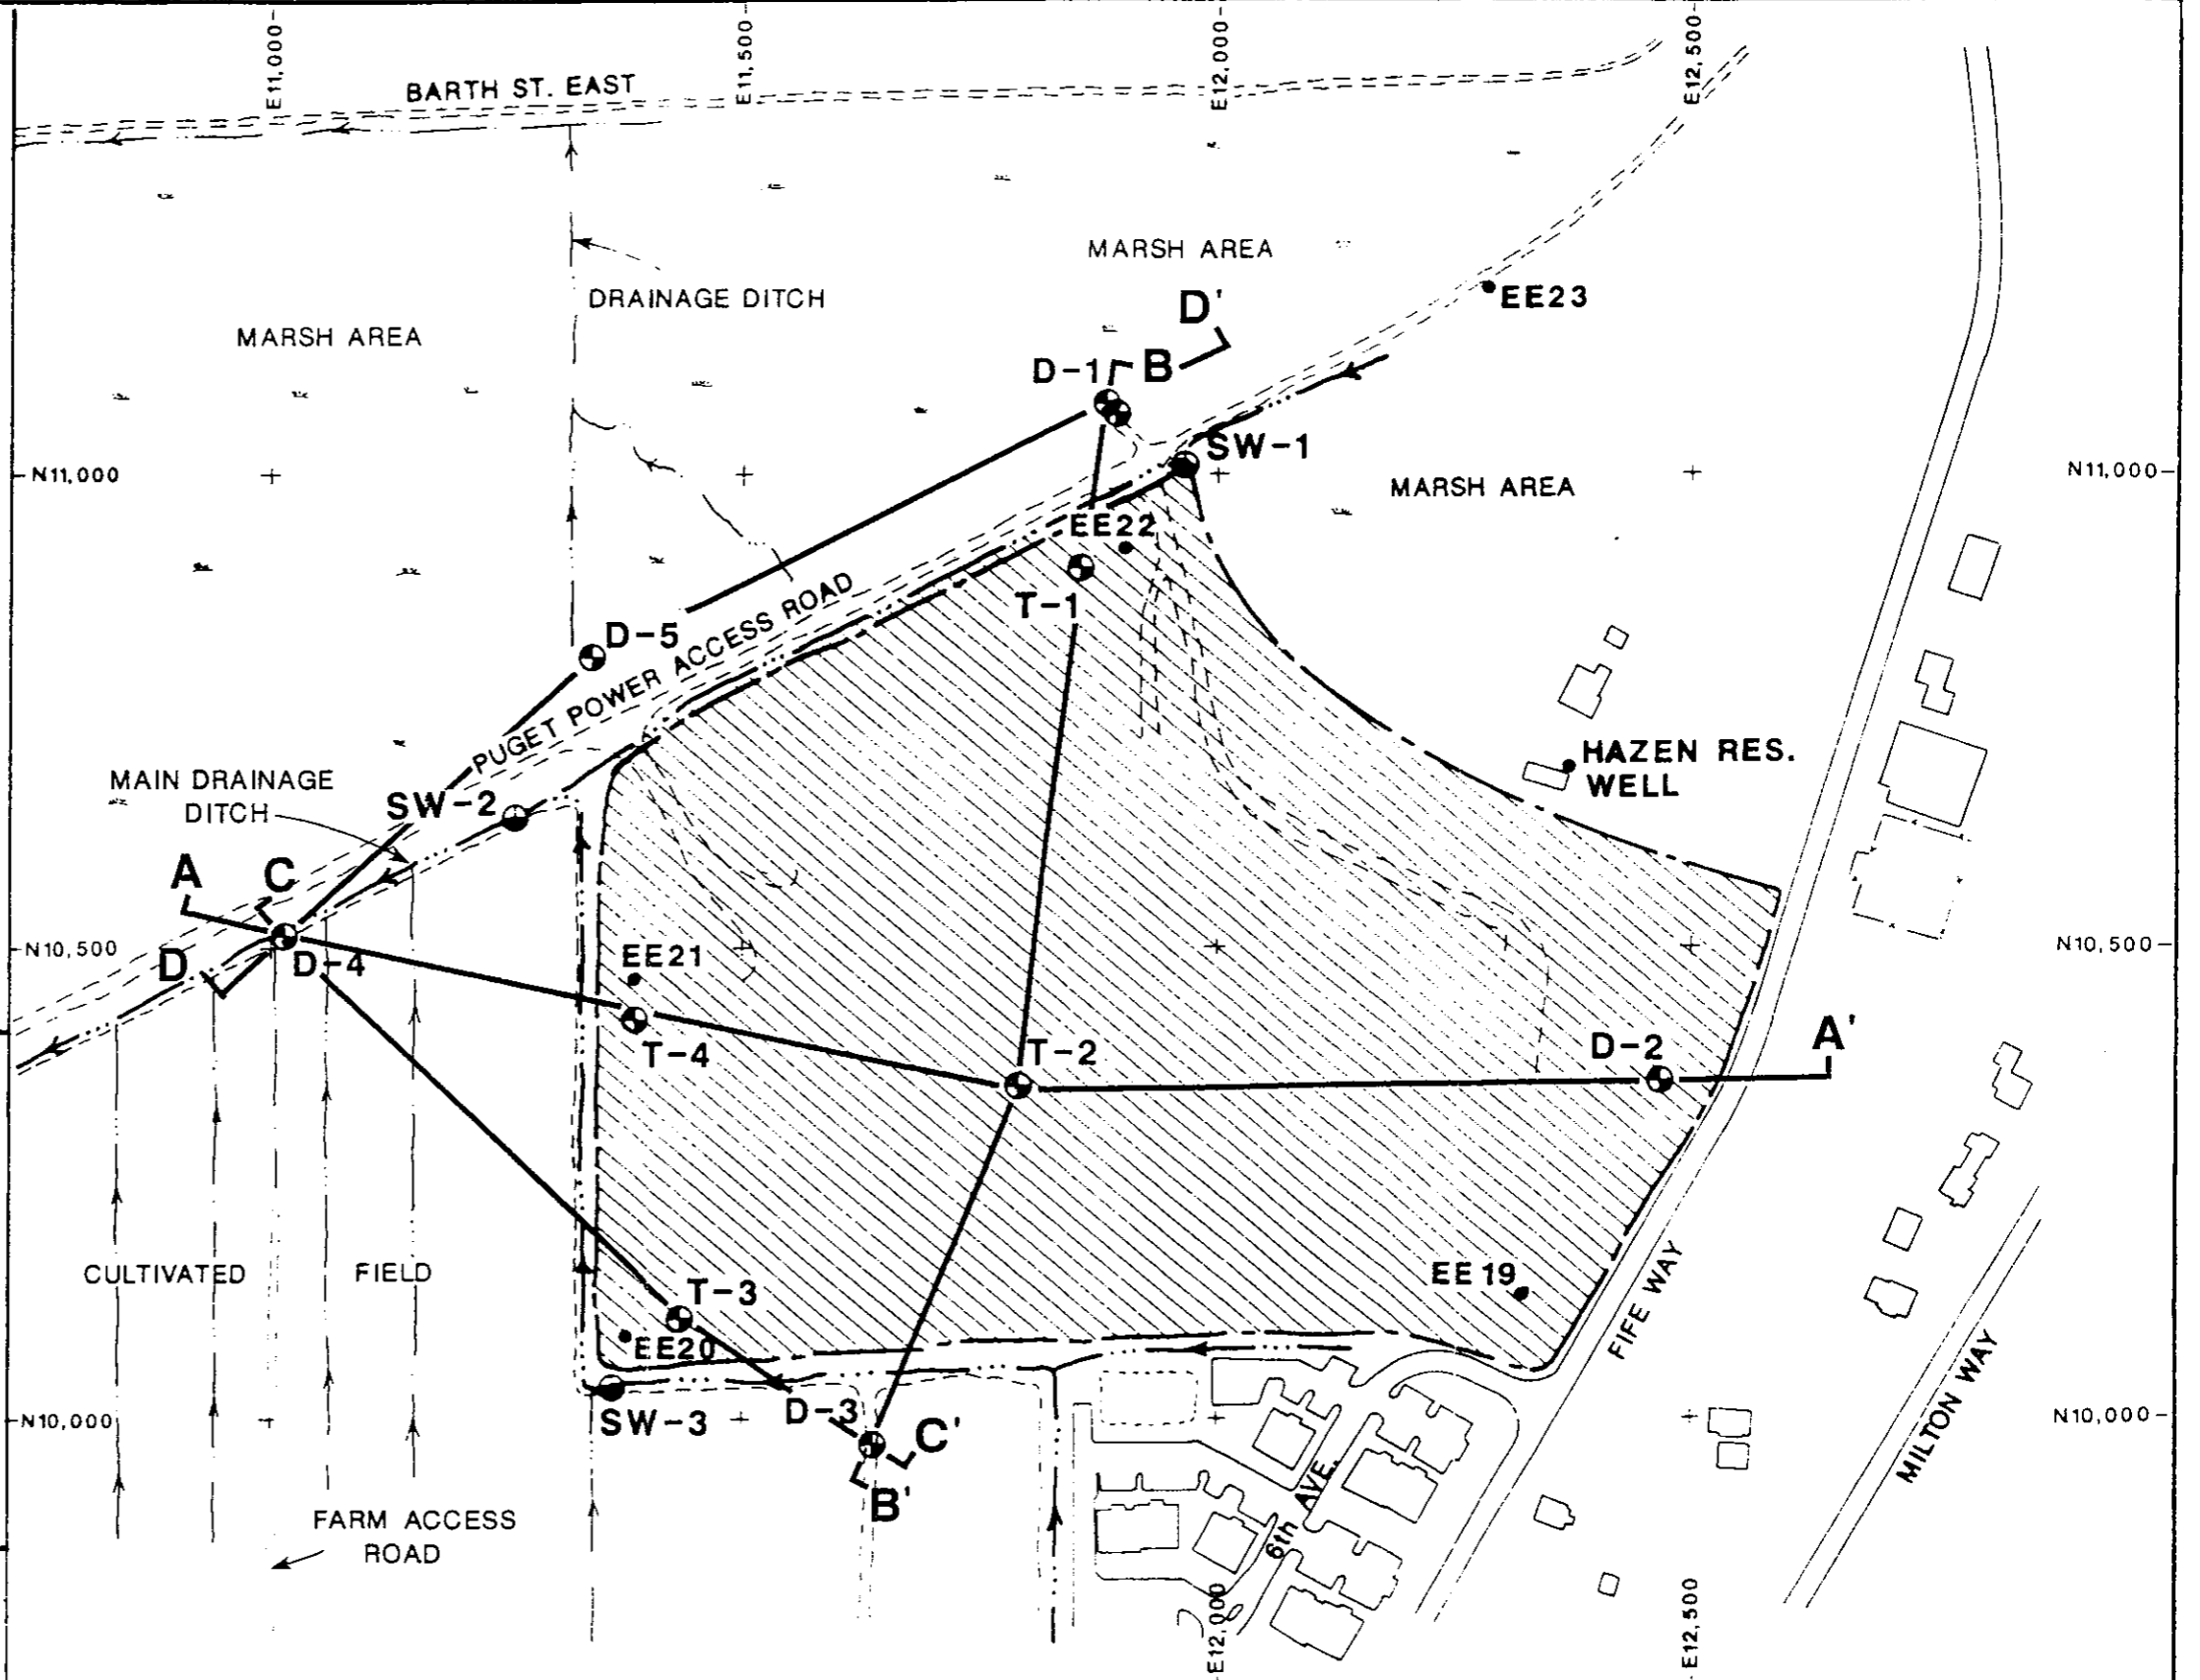 E11,000
E11,500
E12,000
E12,500
BARTH ST. EAST
MARSH AREA
D'
DRAINAGE DITCH
EE23
MARSH AREA
D-1
B
SW-1
N11,000
N11,000
MARSH AREA
EE22
T-1
D-5
PUGET POWER ACCESS ROAD
HAZEN RES.
WELL
MAIN DRAINAGE
DITCH
SW-2
A
C
N10,500
N10,500
D
D-4
EE21
T-4
T-2
D-2
A'
CULTIVATED
FIELD
T-3
EE20
EE19
FIFE WAY
MILTON WAY
N10,000
N10,000
SW-3
D-3
C'
B'
6th AVE.
FARM ACCESS
ROAD
E12,000
E12,500